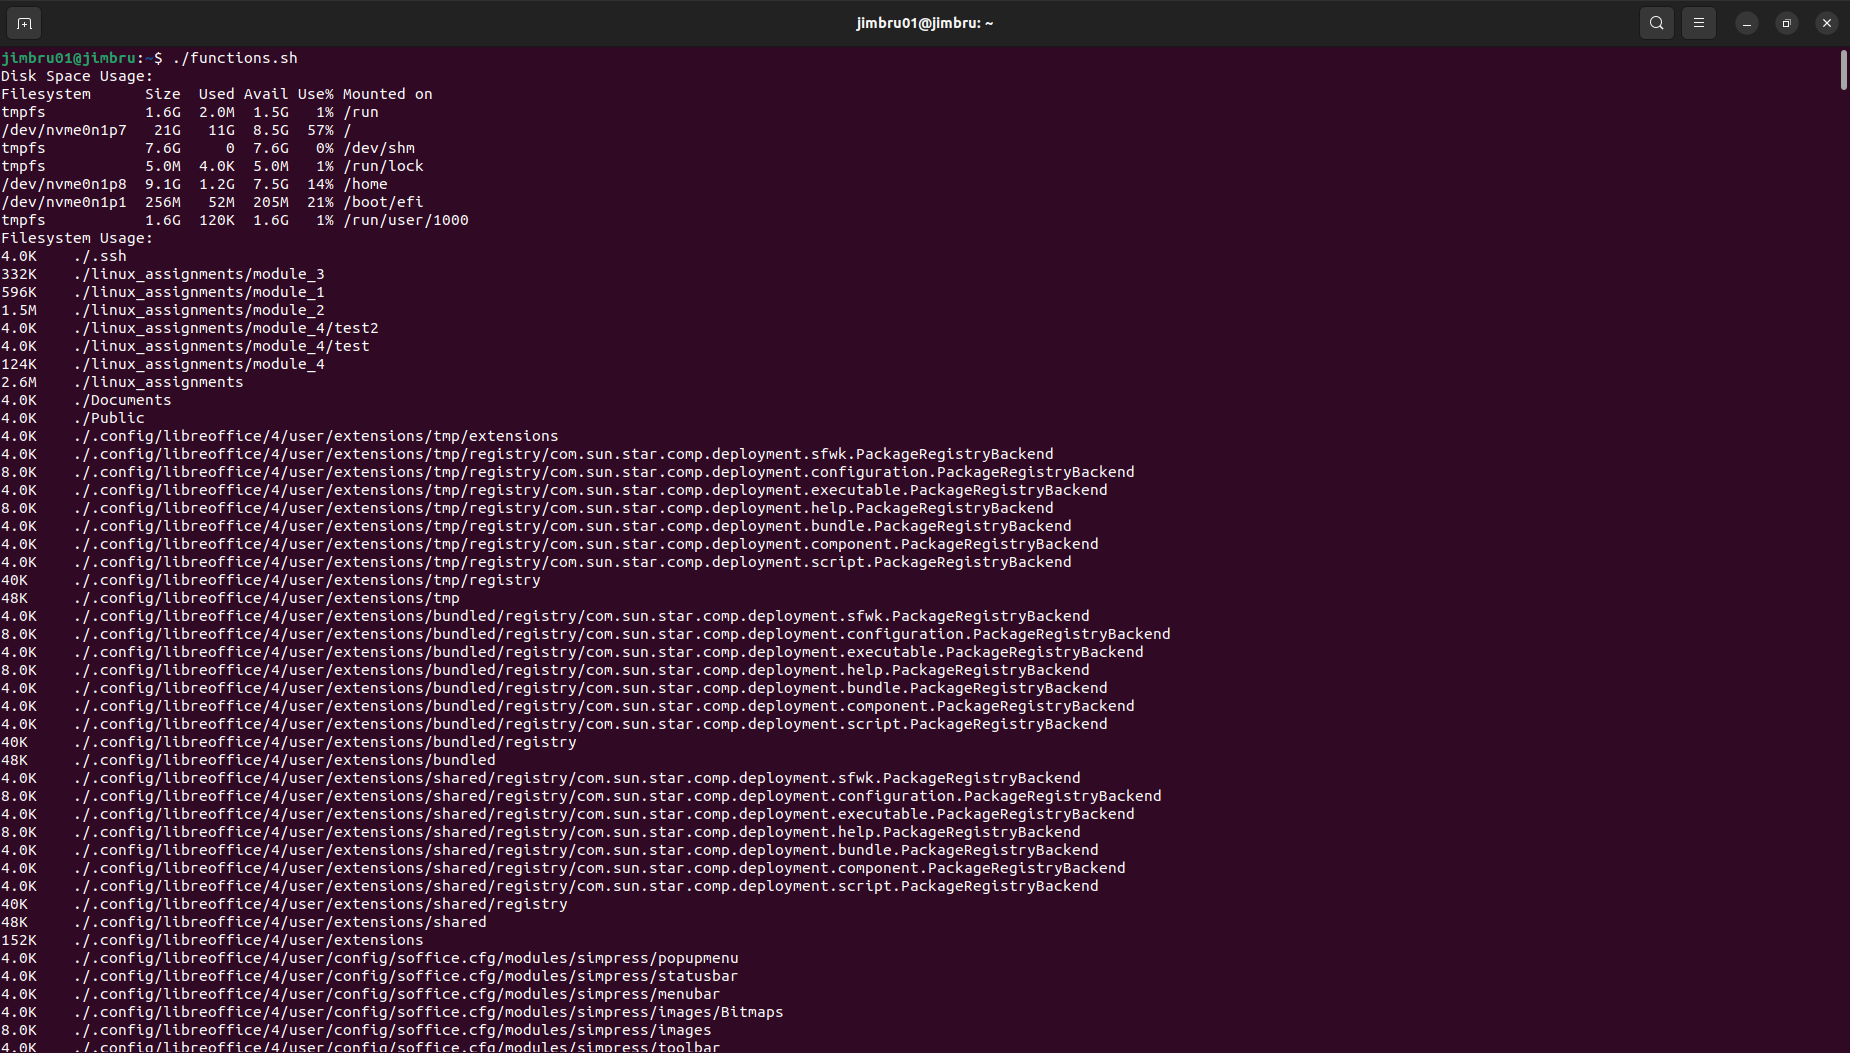 jimbru01@jimbru: ~
jimbru01@jimbru:~$ ./functions.sh
Disk Space Usage:
Filesystem      Size  Used Avail Use% Mounted on
tmpfs           1.6G  2.0M  1.5G   1% /run
/dev/nvme0n1p7   21G   11G  8.5G  57% /
tmpfs           7.6G     0  7.6G   0% /dev/shm
tmpfs           5.0M  4.0K  5.0M   1% /run/lock
/dev/nvme0n1p8  9.1G  1.2G  7.5G  14% /home
/dev/nvme0n1p1  256M   52M  205M  21% /boot/efi
tmpfs           1.6G  120K  1.6G   1% /run/user/1000
Filesystem Usage:
4.0K    ./.ssh
332K    ./linux_assignments/module_3
596K    ./linux_assignments/module_1
1.5M    ./linux_assignments/module_2
4.0K    ./linux_assignments/module_4/test2
4.0K    ./linux_assignments/module_4/test
124K    ./linux_assignments/module_4
2.6M    ./linux_assignments
4.0K    ./Documents
4.0K    ./Public
4.0K    ./.config/libreoffice/4/user/extensions/tmp/extensions
4.0K    ./.config/libreoffice/4/user/extensions/tmp/registry/com.sun.star.comp.deployment.sfwk.PackageRegistryBackend
8.0K    ./.config/libreoffice/4/user/extensions/tmp/registry/com.sun.star.comp.deployment.configuration.PackageRegistryBackend
4.0K    ./.config/libreoffice/4/user/extensions/tmp/registry/com.sun.star.comp.deployment.executable.PackageRegistryBackend
8.0K    ./.config/libreoffice/4/user/extensions/tmp/registry/com.sun.star.comp.deployment.help.PackageRegistryBackend
4.0K    ./.config/libreoffice/4/user/extensions/tmp/registry/com.sun.star.comp.deployment.bundle.PackageRegistryBackend
4.0K    ./.config/libreoffice/4/user/extensions/tmp/registry/com.sun.star.comp.deployment.component.PackageRegistryBackend
4.0K    ./.config/libreoffice/4/user/extensions/tmp/registry/com.sun.star.comp.deployment.script.PackageRegistryBackend
40K     ./.config/libreoffice/4/user/extensions/tmp/registry
48K     ./.config/libreoffice/4/user/extensions/tmp
4.0K    ./.config/libreoffice/4/user/extensions/bundled/registry/com.sun.star.comp.deployment.sfwk.PackageRegistryBackend
8.0K    ./.config/libreoffice/4/user/extensions/bundled/registry/com.sun.star.comp.deployment.configuration.PackageRegistryBackend
4.0K    ./.config/libreoffice/4/user/extensions/bundled/registry/com.sun.star.comp.deployment.executable.PackageRegistryBackend
8.0K    ./.config/libreoffice/4/user/extensions/bundled/registry/com.sun.star.comp.deployment.help.PackageRegistryBackend
4.0K    ./.config/libreoffice/4/user/extensions/bundled/registry/com.sun.star.comp.deployment.bundle.PackageRegistryBackend
4.0K    ./.config/libreoffice/4/user/extensions/bundled/registry/com.sun.star.comp.deployment.component.PackageRegistryBackend
4.0K    ./.config/libreoffice/4/user/extensions/bundled/registry/com.sun.star.comp.deployment.script.PackageRegistryBackend
40K     ./.config/libreoffice/4/user/extensions/bundled/registry
48K     ./.config/libreoffice/4/user/extensions/bundled
4.0K    ./.config/libreoffice/4/user/extensions/shared/registry/com.sun.star.comp.deployment.sfwk.PackageRegistryBackend
8.0K    ./.config/libreoffice/4/user/extensions/shared/registry/com.sun.star.comp.deployment.configuration.PackageRegistryBackend
4.0K    ./.config/libreoffice/4/user/extensions/shared/registry/com.sun.star.comp.deployment.executable.PackageRegistryBackend
8.0K    ./.config/libreoffice/4/user/extensions/shared/registry/com.sun.star.comp.deployment.help.PackageRegistryBackend
4.0K    ./.config/libreoffice/4/user/extensions/shared/registry/com.sun.star.comp.deployment.bundle.PackageRegistryBackend
4.0K    ./.config/libreoffice/4/user/extensions/shared/registry/com.sun.star.comp.deployment.component.PackageRegistryBackend
4.0K    ./.config/libreoffice/4/user/extensions/shared/registry/com.sun.star.comp.deployment.script.PackageRegistryBackend
40K     ./.config/libreoffice/4/user/extensions/shared/registry
48K     ./.config/libreoffice/4/user/extensions/shared
152K    ./.config/libreoffice/4/user/extensions
4.0K    ./.config/libreoffice/4/user/config/soffice.cfg/modules/simpress/popupmenu
4.0K    ./.config/libreoffice/4/user/config/soffice.cfg/modules/simpress/statusbar
4.0K    ./.config/libreoffice/4/user/config/soffice.cfg/modules/simpress/menubar
4.0K    ./.config/libreoffice/4/user/config/soffice.cfg/modules/simpress/images/Bitmaps
8.0K    ./.config/libreoffice/4/user/config/soffice.cfg/modules/simpress/images
4.0K    ./.config/libreoffice/4/user/config/soffice.cfg/modules/simpress/toolbar